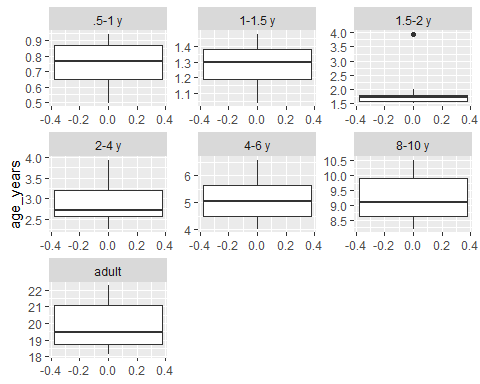 .5-1 y 1-1.5 y 1.5-2 y
0.9 0.8 0.7 0.6 0.5 1.4 1.3 1.2 1.1 4.0 3.5 3.0 2.5 2.0 1.5
-0.4 -0.2 0.0 0.2 0.4 -0.4 -0.2 0.0 0.2 0.4 -0.4 -0.2 0.0 0.2 0.4
age_years
2-4 y 4-6 y 8-10 y
4.0 3.5 3.0 2.5 6 5 4 10.5 10.0 9.5 9.0 8.5
-0.4 -0.2 0.0 0.2 0.4 -0.4 -0.2 0.0 0.2 0.4 -0.4 -0.2 0.0 0.2 0.4
adult
22 21 20 19 18
-0.4 -0.2 0.0 0.2 0.4